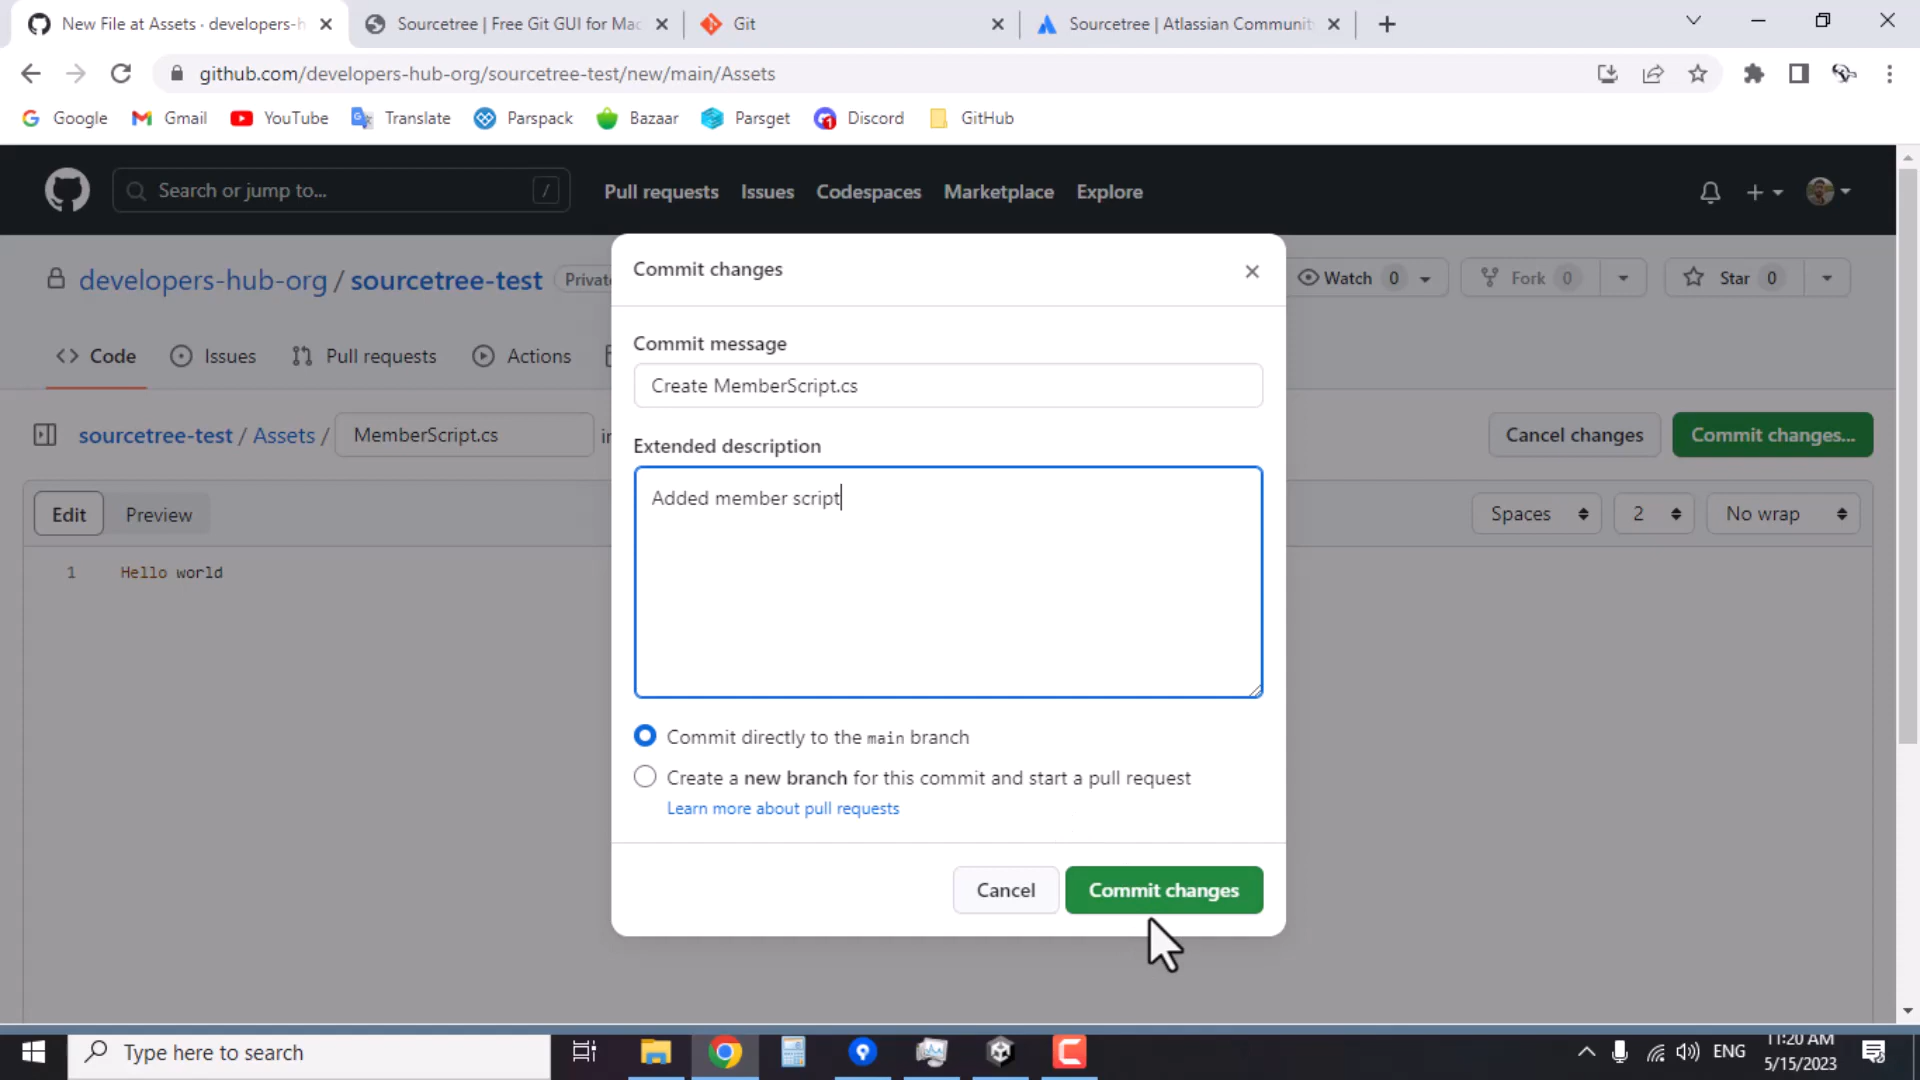 New File at Assets · developers-h
Sourcetree | Free Git GUI for Mac
Git
Sourcetree | Atlassian Communit
github.com/developers-hub-org/sourcetree-test/new/main/Assets
Google
Gmail
YouTube
Translate
Parspack
Bazaar
Parsget
Discord
GitHub
Search or jump to...
/
Pull requests
Issues
Codespaces
Marketplace
Explore
developers-hub-org / sourcetree-test
Private
Watch 0
Fork 0
Star 0
Code
Issues
Pull requests
Actions
sourcetree-test / Assets /
MemberScript.cs
in
Cancel changes
Commit changes...
Edit
Preview
Spaces
2
No wrap
1 Hello world
Commit changes
Commit message
Create MemberScript.cs
Extended description
Added member script
Commit directly to the main branch
Create a new branch for this commit and start a pull request
Learn more about pull requests
Cancel
Commit changes
Type here to search
ENG
11:20 AM
5/15/2023